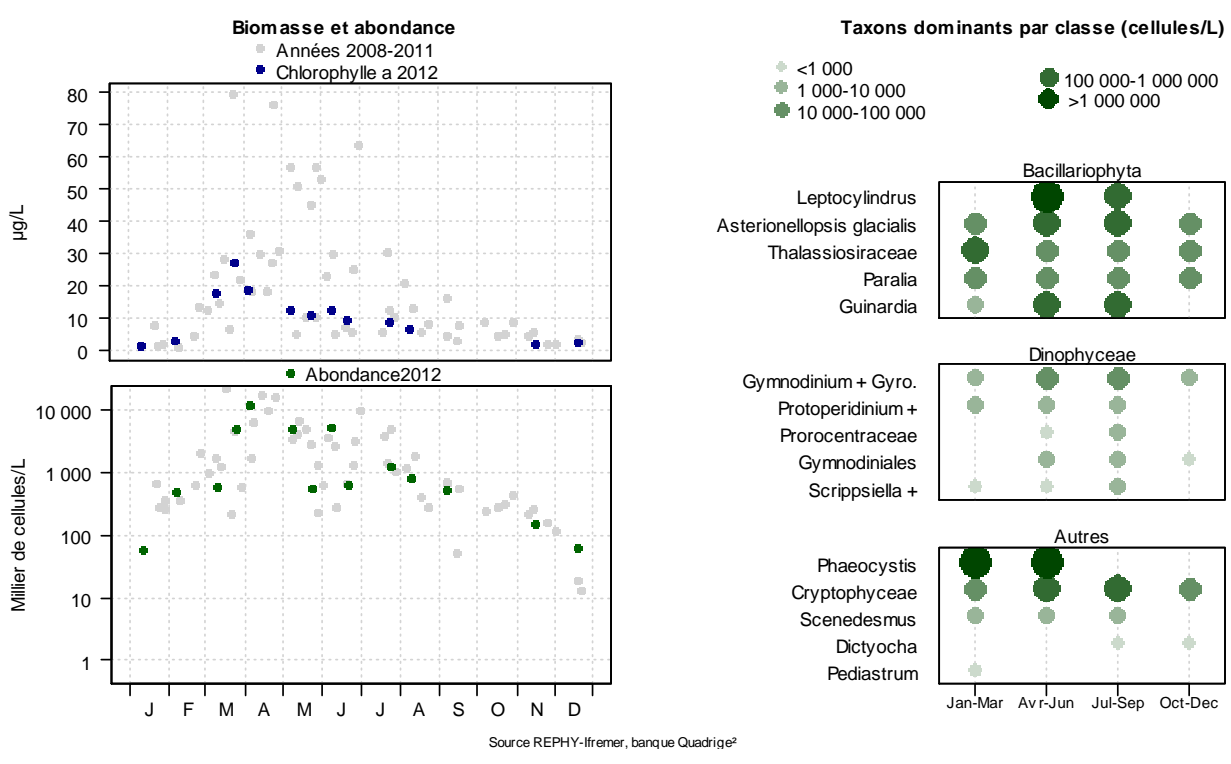 Biomasse et abondance
Années 2008-2011
Chlorophylle a 2012
80
70
60
50
40
30
20
10
0
µg/L
Abondance2012
10 000
1 000
100
10
1
Millier de cellules/L
J F M A M J J A S O N D
Taxons dominants par classe (cellules/L)
<1 000
1 000-10 000
10 000-100 000
100 000-1 000 000
>1 000 000
Bacillariophyta
Leptocylindrus
Asterionellopsis glacialis
Thalassiosiraceae
Paralia
Guinardia
Dinophyceae
Gymnodinium + Gyro.
Protoperidinium +
Prorocentraceae
Gymnodiniales
Scrippsiella +
Autres
Phaeocystis
Cryptophyceae
Scenedesmus
Dictyocha
Pediastrum
Jan-Mar Avr-Jun Jul-Sep Oct-Dec
Source REPHY-Ifremer, banque Quadrige²